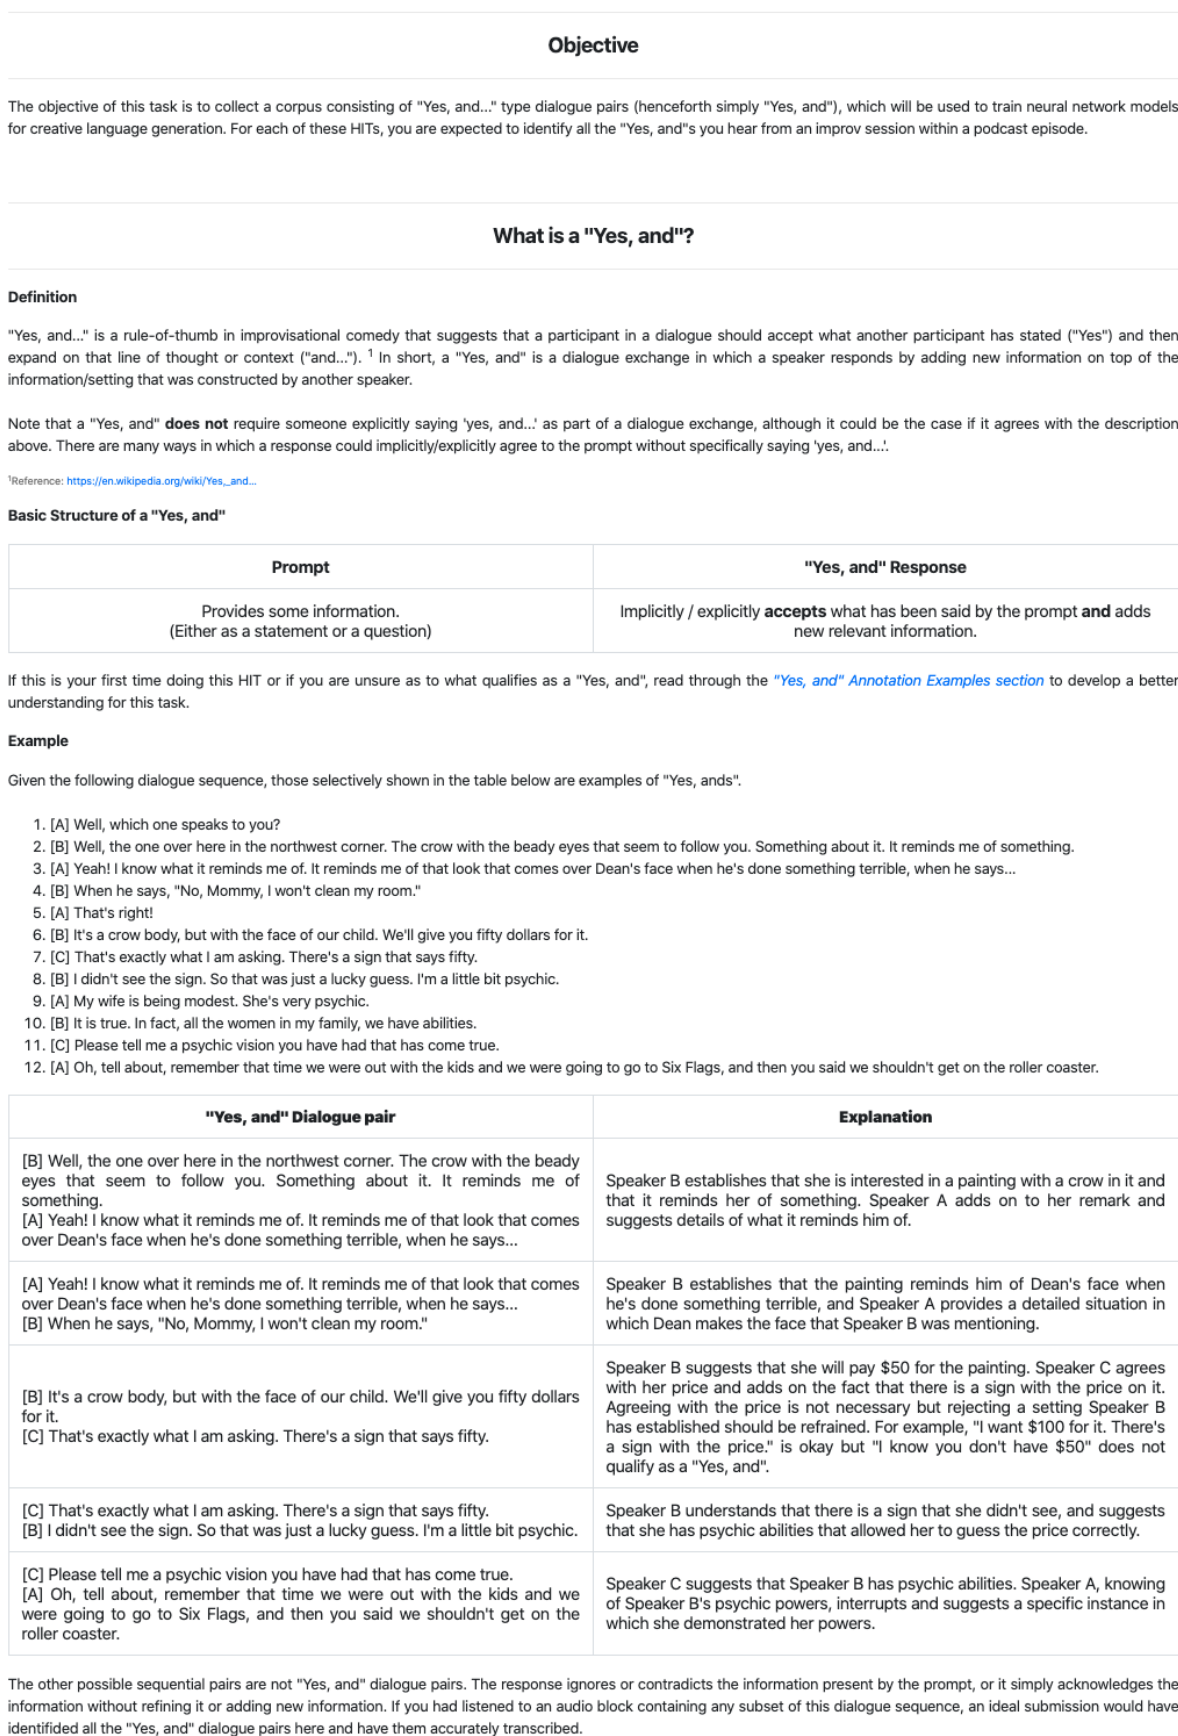 Objective
The objective of this task is to collect a corpus consisting of "Yes, and..." type dialogue pairs (henceforth simply "Yes, and"), which will be used to train neural network models
for creative language generation. For each of these HITs, you are expected to identify all the "Yes, and"s you hear from an improv session within a podcast episode.
What is a "Yes, and"?
Definition
"Yes, and..." is a rule-of-thumb in improvisational comedy that suggests that a participant in a dialogue should accept what another participant has stated ("Yes") and then
expand on that line of thought or context ("and..."). 1 In short, a "Yes, and" is a dialogue exchange in which a speaker responds by adding new information on top of the
information/setting that was constructed by another speaker.
Note that a "Yes, and" does not require someone explicitly saying 'yes, and...' as part of a dialogue exchange, although it could be the case if it agrees with the description
above. There are many ways in which a response could implicitly/explicitly agree to the prompt without specifically saying 'yes, and...'.
1Reference: https://en.wikipedia.org/wiki/Yes,_and...
Basic Structure of a "Yes, and"
Prompt
"Yes, and" Response
Provides some information.
(Either as a statement or a question)
Implicitly / explicitly accepts what has been said by the prompt and adds
new relevant information.
If this is your first time doing this HIT or if you are unsure as to what qualifies as a "Yes, and", read through the "Yes, and" Annotation Examples section to develop a better
understanding for this task.
Example
Given the following dialogue sequence, those selectively shown in the table below are examples of "Yes, ands".
1. [A] Well, which one speaks to you?
2. [B] Well, the one over here in the northwest corner. The crow with the beady eyes that seem to follow you. Something about it. It reminds me of something.
3. [A] Yeah! I know what it reminds me of. It reminds me of that look that comes over Dean's face when he's done something terrible, when he says...
4. [B] When he says, "No, Mommy, I won't clean my room."
5. [A] That's right!
6. [B] It's a crow body, but with the face of our child. We'll give you fifty dollars for it.
7. [C] That's exactly what I am asking. There's a sign that says fifty.
8. [B] I didn't see the sign. So that was just a lucky guess. I'm a little bit psychic.
9. [A] My wife is being modest. She's very psychic.
10. [B] It is true. In fact, all the women in my family, we have abilities.
11. [C] Please tell me a psychic vision you have had that has come true.
12. [A] Oh, tell about, remember that time we were out with the kids and we were going to go to Six Flags, and then you said we shouldn't get on the roller coaster.
"Yes, and" Dialogue pair
Explanation
[B] Well, the one over here in the northwest corner. The crow with the beady
eyes that seem to follow you. Something about it. It reminds me of
something.
[A] Yeah! I know what it reminds me of. It reminds me of that look that comes
over Dean's face when he's done something terrible, when he says...
Speaker B establishes that she is interested in a painting with a crow in it and
that it reminds her of something. Speaker A adds on to her remark and
suggests details of what it reminds him of.
[A] Yeah! I know what it reminds me of. It reminds me of that look that comes
over Dean's face when he's done something terrible, when he says...
[B] When he says, "No, Mommy, I won't clean my room."
Speaker B establishes that the painting reminds him of Dean's face when
he's done something terrible, and Speaker A provides a detailed situation in
which Dean makes the face that Speaker B was mentioning.
[B] It's a crow body, but with the face of our child. We'll give you fifty dollars
for it.
[C] That's exactly what I am asking. There's a sign that says fifty.
Speaker B suggests that she will pay $50 for the painting. Speaker C agrees
with her price and adds on the fact that there is a sign with the price on it.
Agreeing with the price is not necessary but rejecting a setting Speaker B
has established should be refrained. For example, "I want $100 for it. There's
a sign with the price." is okay but "I know you don't have $50" does not
qualify as a "Yes, and".
[C] That's exactly what I am asking. There's a sign that says fifty.
[B] I didn't see the sign. So that was just a lucky guess. I'm a little bit psychic.
Speaker B understands that there is a sign that she didn't see, and suggests
that she has psychic abilities that allowed her to guess the price correctly.
[C] Please tell me a psychic vision you have had that has come true.
[A] Oh, tell about, remember that time we were out with the kids and we
were going to go to Six Flags, and then you said we shouldn't get on the
roller coaster.
Speaker C suggests that Speaker B has psychic abilities. Speaker A, knowing
of Speaker B's psychic powers, interrupts and suggests a specific instance in
which she demonstrated her powers.
The other possible sequential pairs are not "Yes, and" dialogue pairs. The response ignores or contradicts the information present by the prompt, or it simply acknowledges the
information without refining it or adding new information. If you had listened to an audio block containing any subset of this dialogue sequence, an ideal submission would have
identifided all the "Yes, and" dialogue pairs here and have them accurately transcribed.